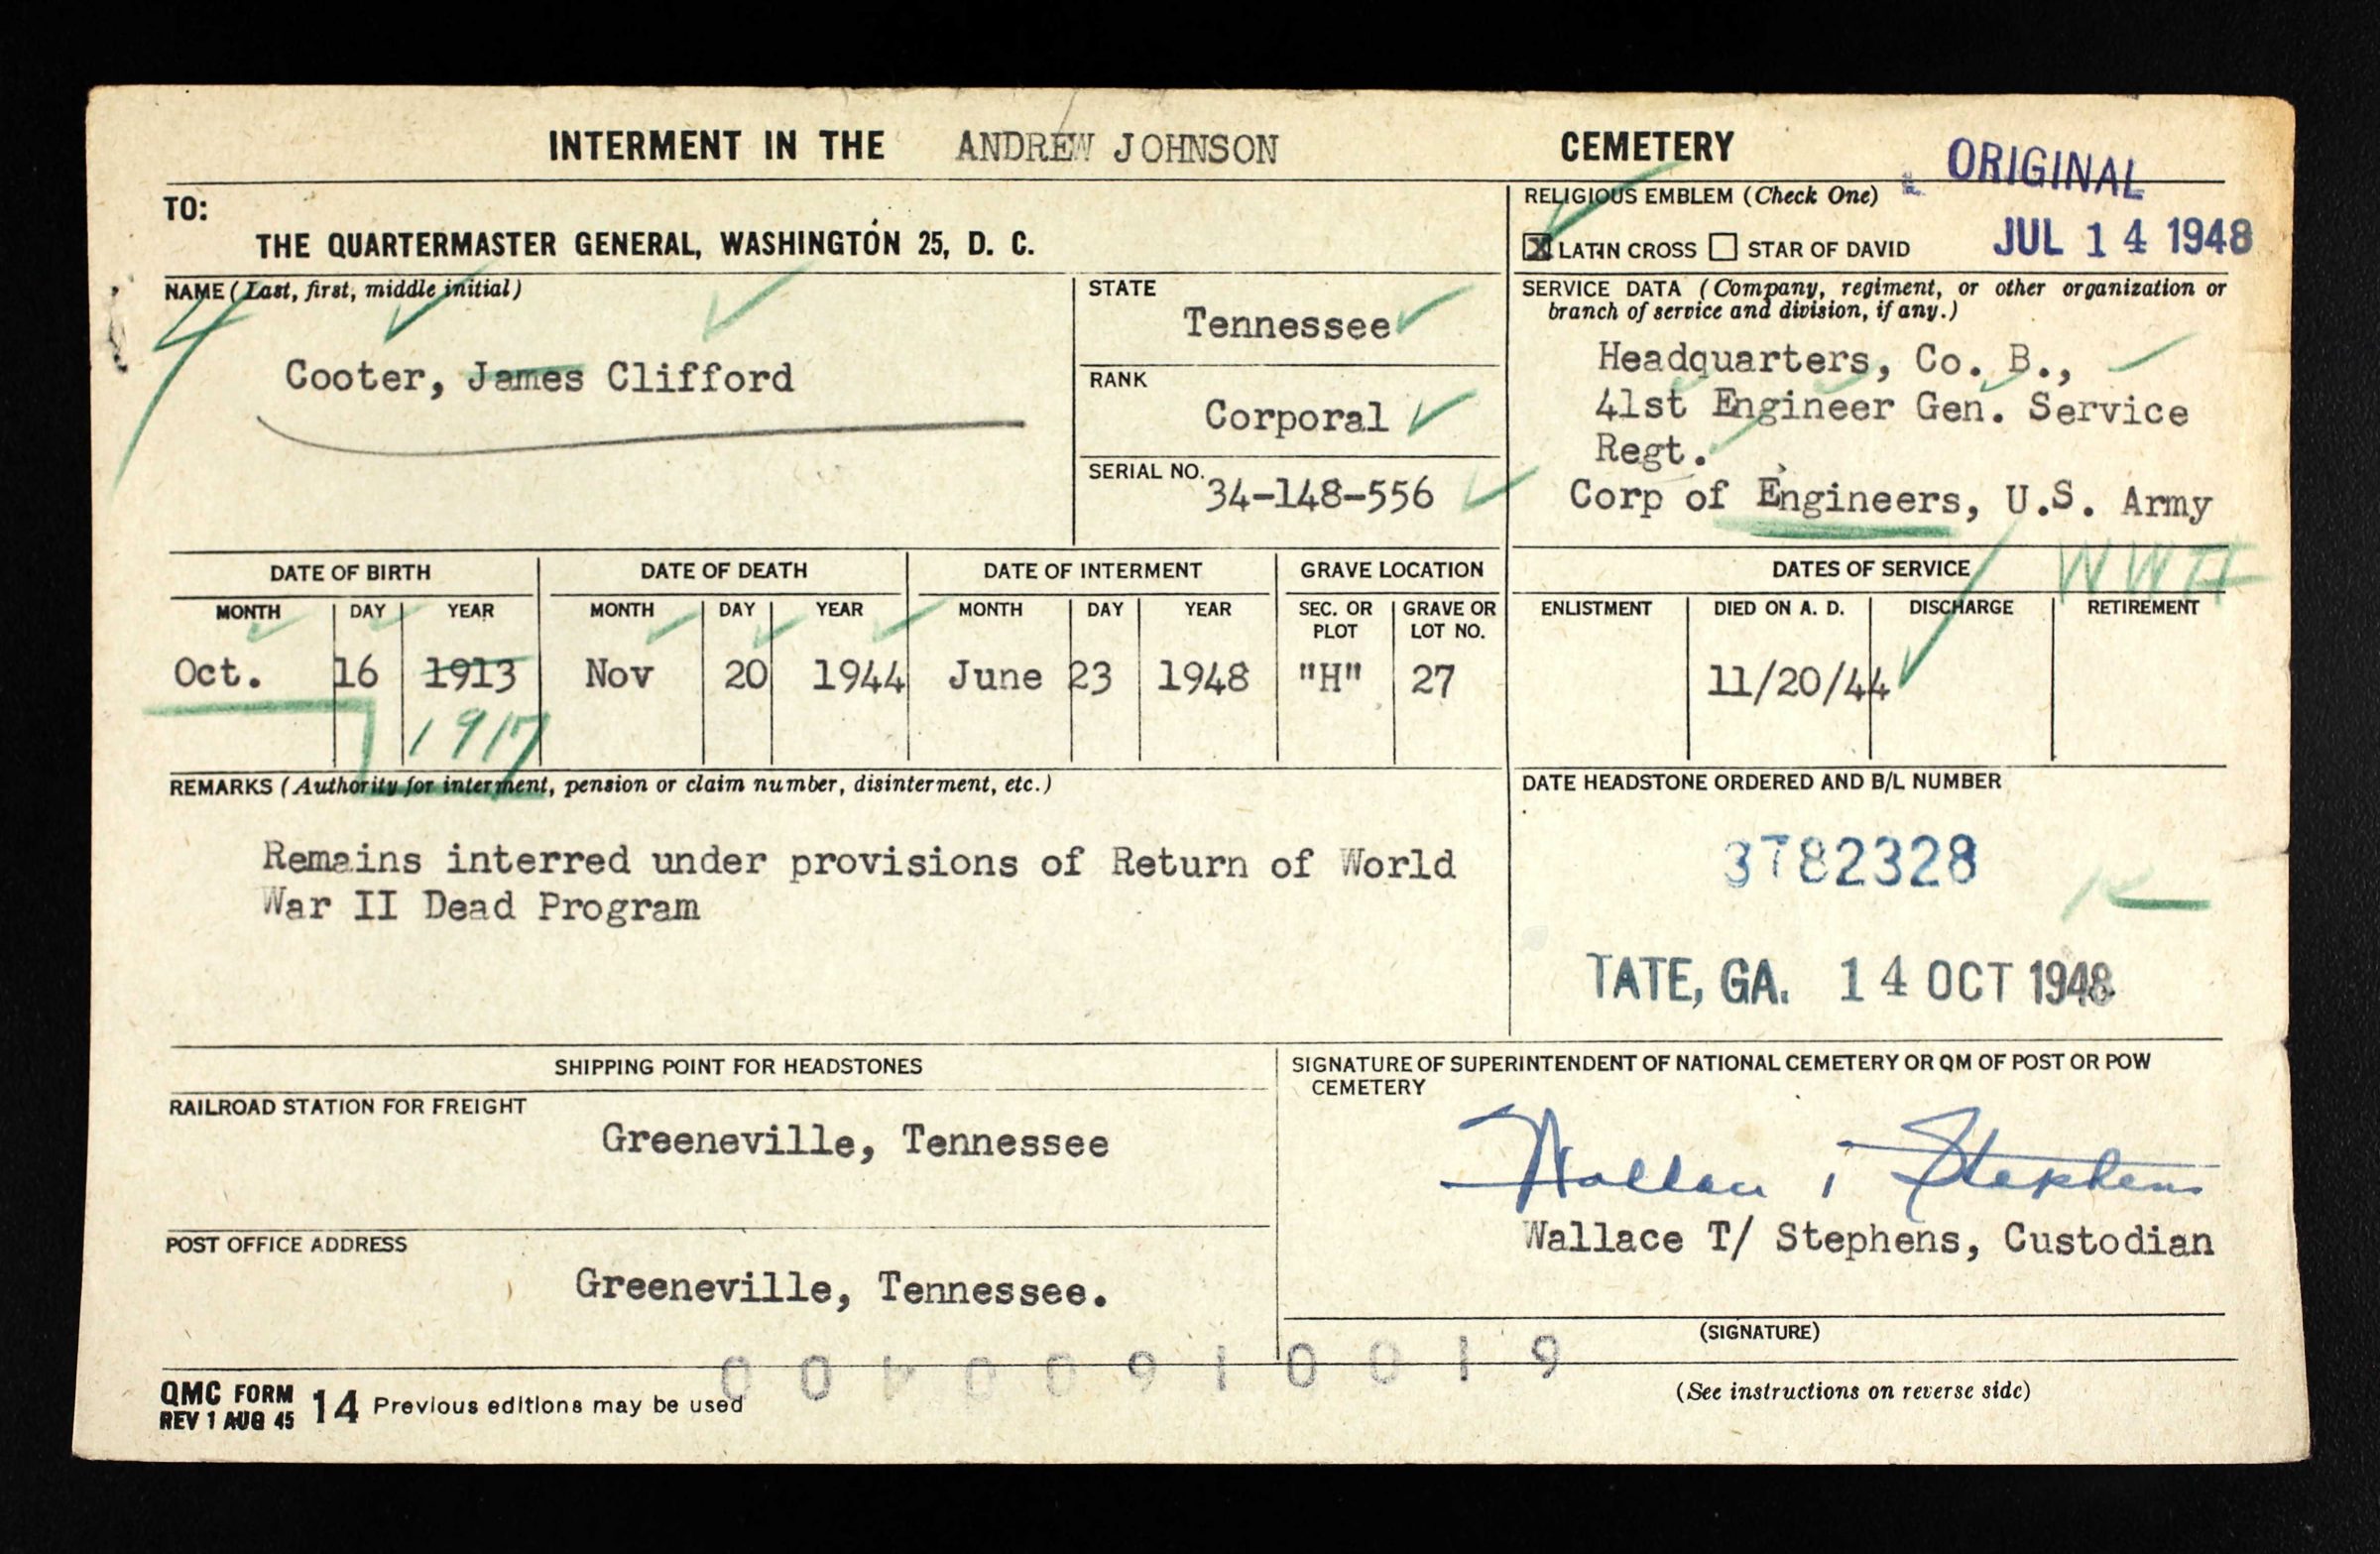 INTERMENT IN THE ANDREW JOHNSON CEMETERY
ORIGINAL
TO:
THE QUARTERMASTER GENERAL, WASHINGTON 25, D. C.
RELIGIOUS EMBLEM (Check One)
X LATIN CROSS STAR OF DAVID
JUL 14 1948
NAME (Last, first, middle initial)
Cooter, James Clifford
STATE
Tennessee
RANK
Corporal
SERIAL NO.
34-148-556
SERVICE DATA (Company, regiment, or other organization or
branch of service and division, if any.)
Headquarters, Co. B.,
41st Engineer Gen. Service
Regt.
Corp of Engineers, U.S. Army
DATE OF BIRTH DATE OF DEATH DATE OF INTERMENT GRAVE LOCATION DATES OF SERVICE WWII
MONTH DAY YEAR MONTH DAY YEAR MONTH DAY YEAR SEC. OR PLOT GRAVE OR LOT NO. ENLISTMENT DIED ON A. D. DISCHARGE RETIREMENT
Oct. 16 1913 Nov 20 1944 June 23 1948 "H" 27 11/20/44
1917
REMARKS (Authority for interment, pension or claim number, disinterment, etc.)
Remains interred under provisions of Return of World
War II Dead Program
DATE HEADSTONE ORDERED AND B/L NUMBER
3782328
TATE, GA. 14 OCT 1948
SHIPPING POINT FOR HEADSTONES
RAILROAD STATION FOR FREIGHT
Greeneville, Tennessee
POST OFFICE ADDRESS
Greeneville, Tennessee.
SIGNATURE OF SUPERINTENDENT OF NATIONAL CEMETERY OR QM OF POST OR POW
CEMETERY
Wallace T/ Stephens, Custodian
(SIGNATURE)
(See instructions on reverse side)
QMC FORM 14 Previous editions may be used
REV 1 AUG 45